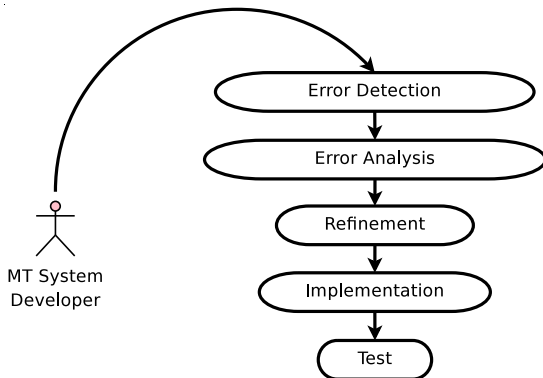 Error Detection
Error Analysis
Refinement
Implementation
Test
MT System
Developer